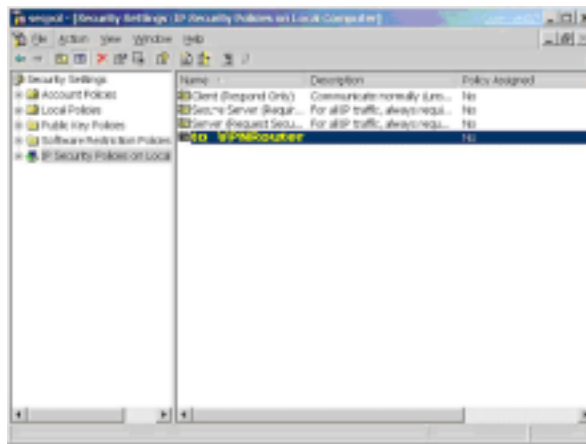 secpol - [Security Settings\IP Security Policies on Local Computer]
File Action View Window Help
Security Settings
Account Policies
Local Policies
Public Key Policies
Software Restriction Policies
IP Security Policies on Local
Name Description Policy Assigned
Client (Respond Only) Communicate normally (uns... No
Secure Server (Requir... For all IP traffic, always requ... No
Server (Request Secu... For all IP traffic, always requ... No
to VPNRouter No